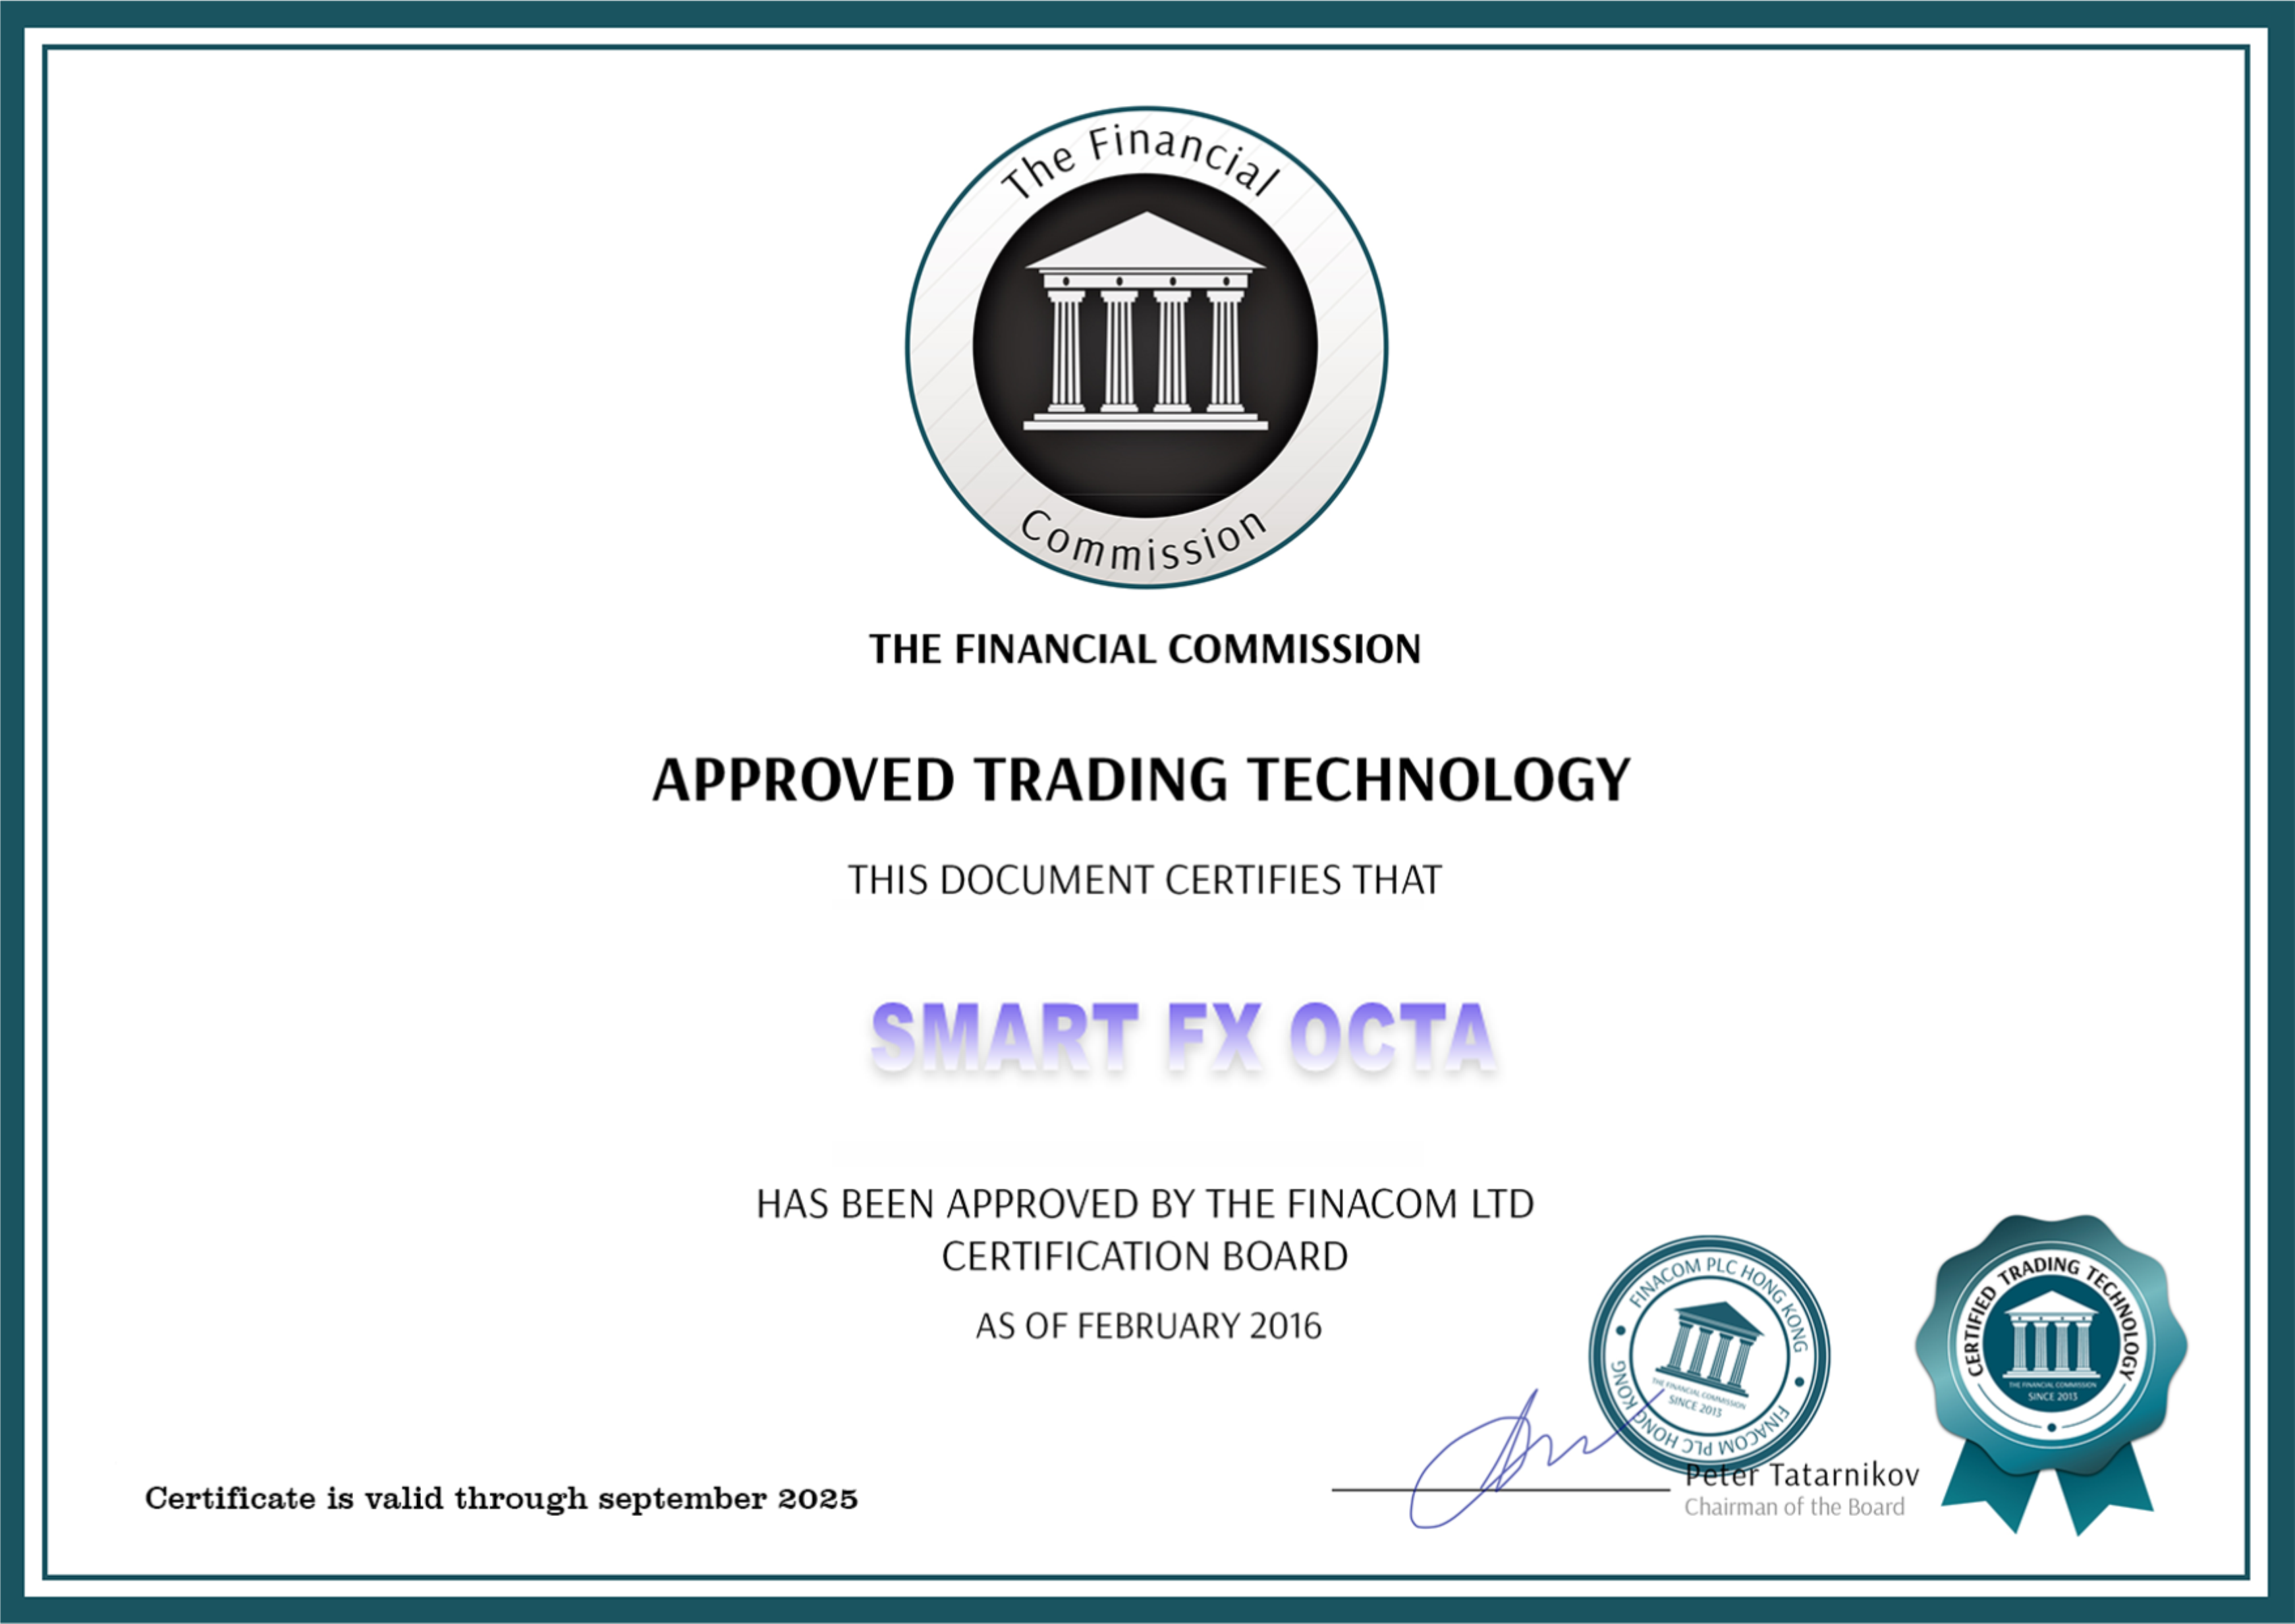 The Financial
Commission
THE FINANCIAL COMMISSION
APPROVED TRADING TECHNOLOGY
THIS DOCUMENT CERTIFIES THAT
SMART FX OCTA
HAS BEEN APPROVED BY THE FINACOM LTD
CERTIFICATION BOARD
AS OF FEBRUARY 2016
FINACOM PLC HONG KONG
THE FINANCIAL COMMISSION
SINCE 2013
FINACOM PLC HONG KONG
CERTIFIED TRADING TECHNOLOGY
THE FINANCIAL COMMISSION
SINCE 2013
Certificate is valid through september 2025
Peter Tatarnikov
Chairman of the Board